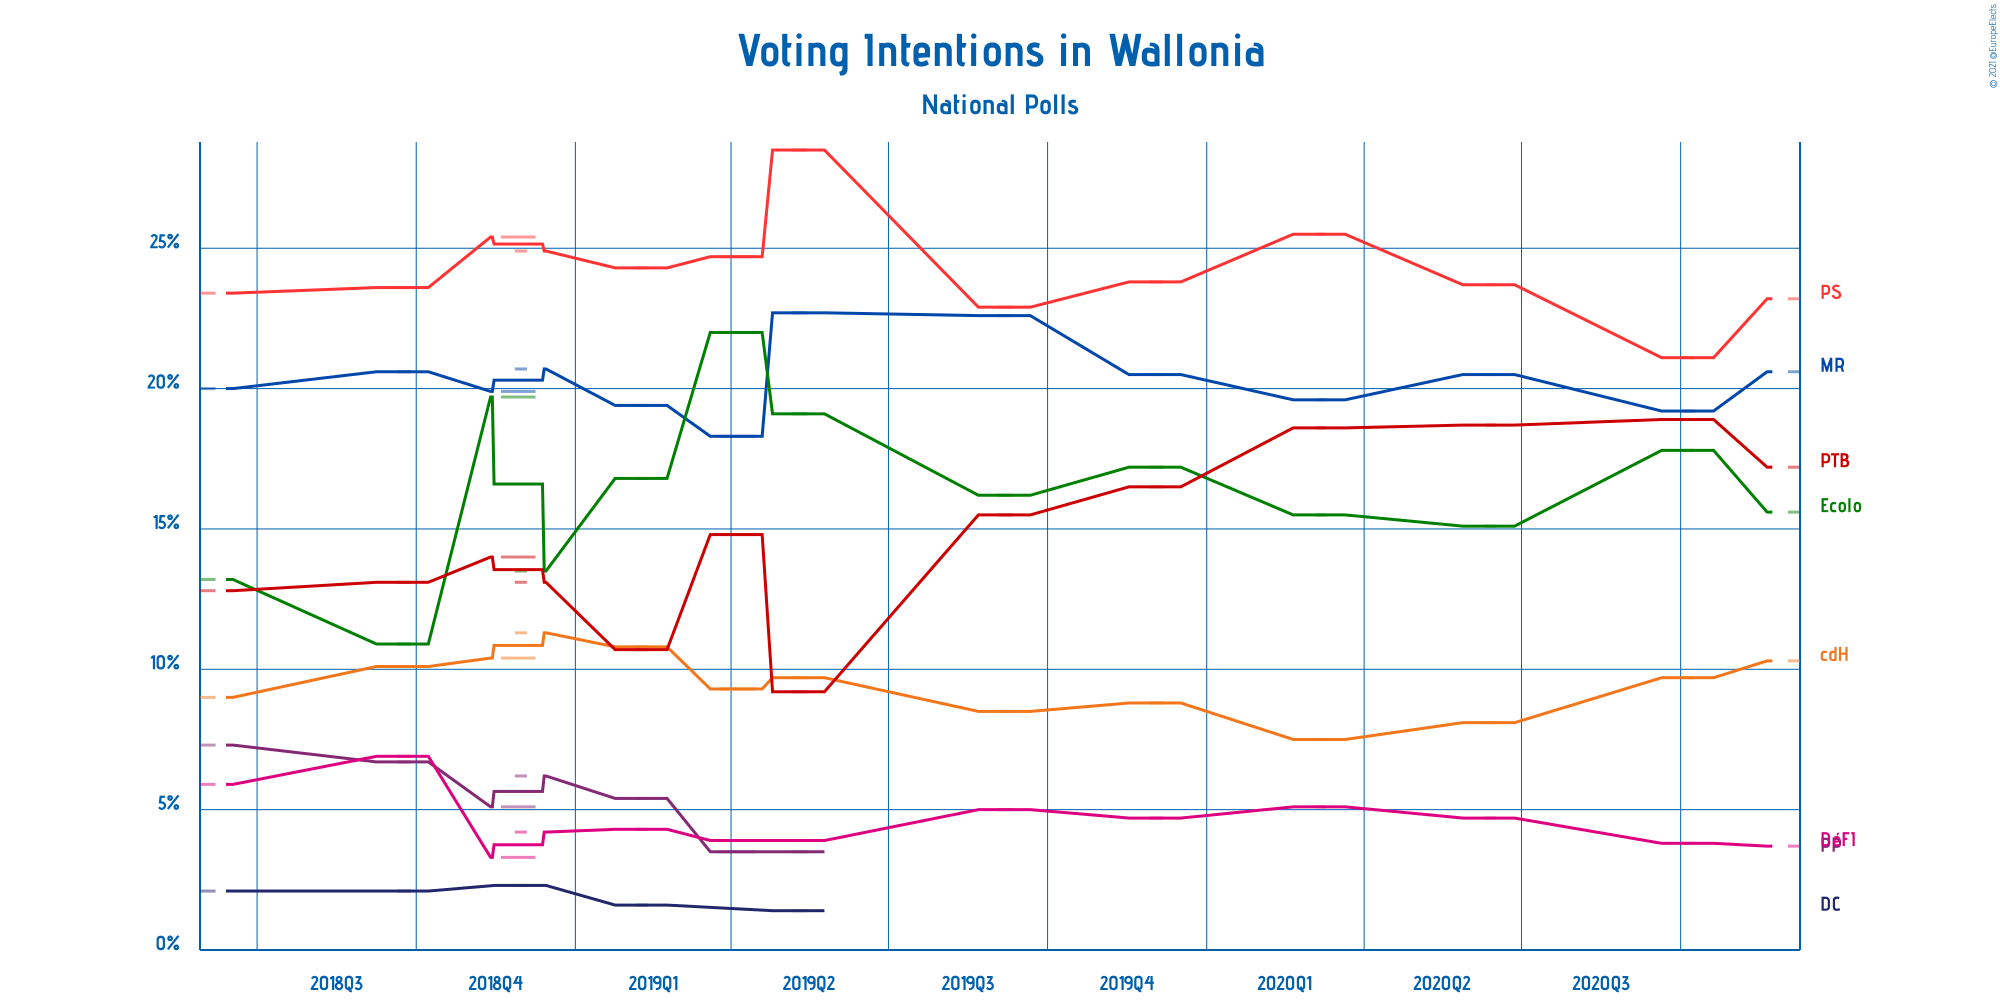 Voting Intentions in Wallonia
National Polls
© 2021 @EuropeElects
25%
20%
15%
10%
5%
0%
PS
MR
PTB
Ecolo
cdH
DéFI
PP
DC
2018Q3 2018Q4 2019Q1 2019Q2 2019Q3 2019Q4 2020Q1 2020Q2 2020Q3